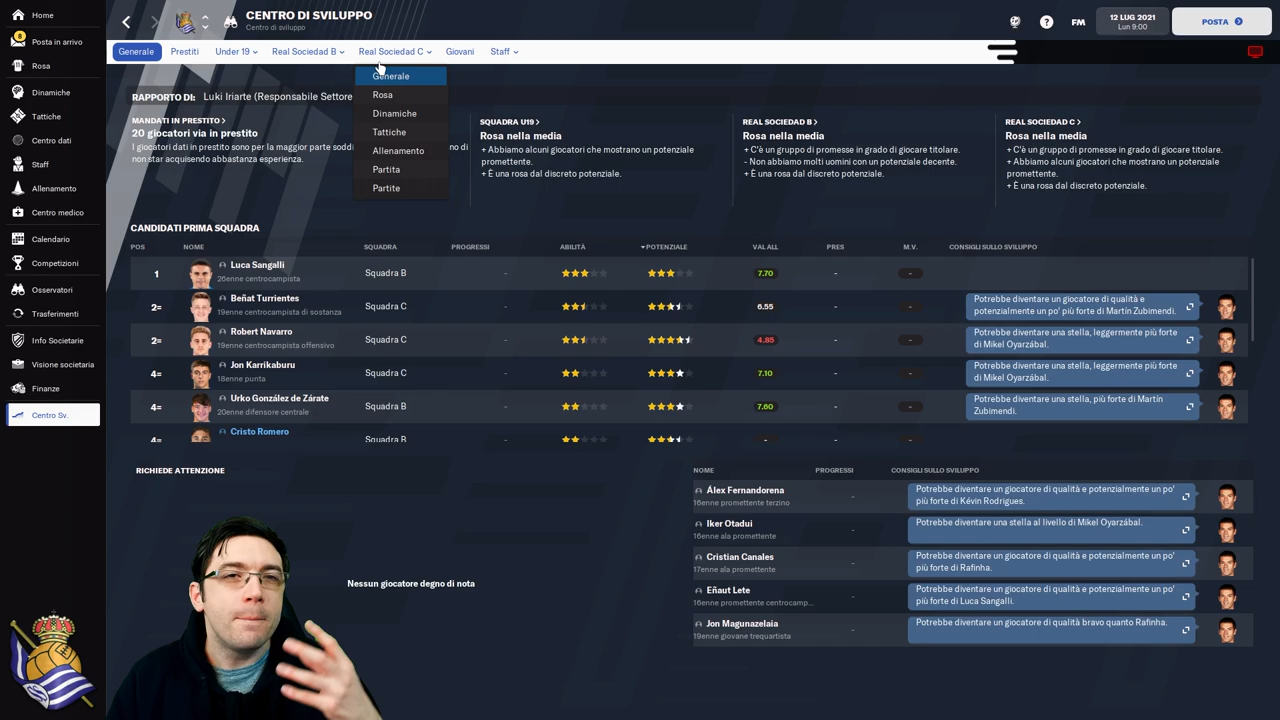 Home
8
Posta in arrivo
Rosa
Dinamiche
Tattiche
Centro dati
Staff
Allenamento
Centro medico
Calendario
Competizioni
Osservatori
Trasferimenti
Info Societarie
Visione societaria
Finanze
Centro Sv.
CENTRO DI SVILUPPO
Centro di sviluppo
?
FM
12 LUG 2021
Lun 9:00
POSTA
Generale
Prestiti
Under 19
Real Sociedad B
Real Sociedad C
Giovani
Staff
Generale
Rosa
Dinamiche
Tattiche
Allenamento
Partita
Partite
RAPPORTO DI: Luki Iriarte (Responsabile Settore
MANDATI IN PRESTITO
20 giocatori via in prestito
I giocatori dati in prestito sono per la maggior parte soddi
no di
non star acquisendo abbastanza esperienza.
SQUADRA U19
Rosa nella media
+ Abbiamo alcuni giocatori che mostrano un potenziale
promettente.
+ È una rosa dal discreto potenziale.
REAL SOCIEDAD B
Rosa nella media
+ C'è un gruppo di promesse in grado di giocare titolare.
- Non abbiamo molti uomini con un potenziale decente.
+ È una rosa dal discreto potenziale.
REAL SOCIEDAD C
Rosa nella media
+ C'è un gruppo di promesse in grado di giocare titolare.
+ Abbiamo alcuni giocatori che mostrano un potenziale
promettente.
+ È una rosa dal discreto potenziale.
CANDIDATI PRIMA SQUADRA
POS NOME SQUADRA PROGRESSI ABILITÀ POTENZIALE VAL ALL PRES M.V. CONSIGLI SULLO SVILUPPO
1 Luca Sangalli Squadra B - 7.70 - -
26enne centrocampista
2= Beñat Turrientes Squadra C - 6.55 - -
19enne centrocampista di sostanza
Potrebbe diventare un giocatore di qualità e
potenzialmente un po' più forte di Martín Zubimendi.
2= Robert Navarro Squadra C - 4.85 - -
19enne centrocampista offensivo
Potrebbe diventare una stella, leggermente più forte
di Mikel Oyarzábal.
4= Jon Karrikaburu Squadra C - 7.10 - -
18enne punta
Potrebbe diventare una stella, leggermente più forte
di Mikel Oyarzábal.
4= Urko González de Zárate Squadra B - 7.60 - -
20enne difensore centrale
Potrebbe diventare una stella, più forte di Martín
Zubimendi.
4= Cristo Romero Squadra B - - - -
RICHIEDE ATTENZIONE
Nessun giocatore degno di nota
NOME PROGRESSI CONSIGLI SULLO SVILUPPO
Álex Fernandorena -
16enne promettente terzino
Potrebbe diventare un giocatore di qualità e potenzialmente un po'
più forte di Kévin Rodrigues.
Iker Otadui -
16enne ala promettente
Potrebbe diventare una stella al livello di Mikel Oyarzábal.
Cristian Canales -
17enne ala promettente
Potrebbe diventare un giocatore di qualità e potenzialmente un po'
più forte di Rafinha.
Eñaut Lete -
16enne promettente centrocamp...
Potrebbe diventare un giocatore di qualità e potenzialmente un po'
più forte di Luca Sangalli.
Jon Magunazelaia -
19enne giovane trequartista
Potrebbe diventare un giocatore di qualità bravo quanto Rafinha.